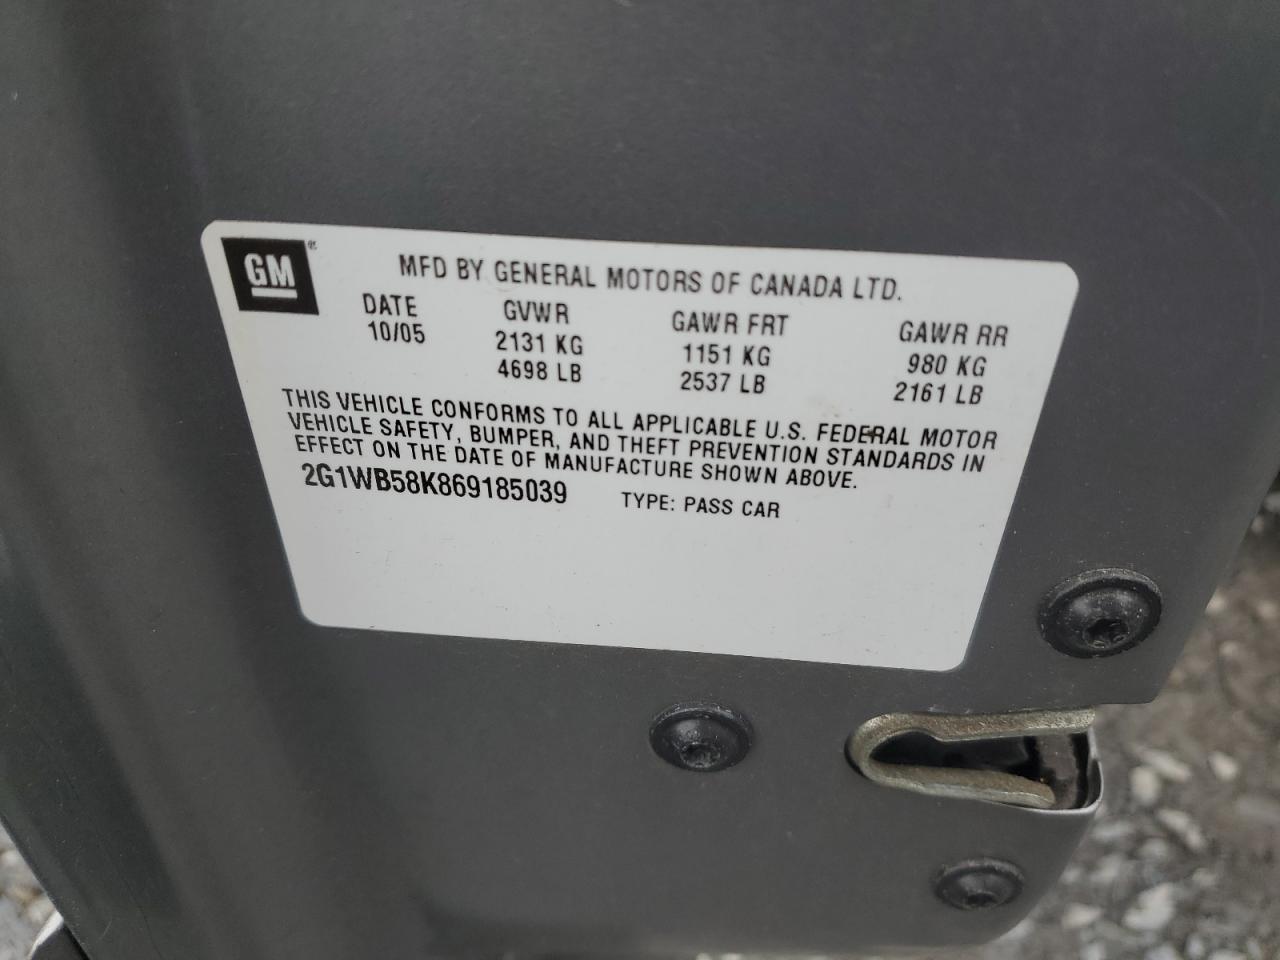 GM®
MFD BY GENERAL MOTORS OF CANADA LTD.
DATE GVWR GAWR FRT GAWR RR
10/05 2131 KG 1151 KG 980 KG
4698 LB 2537 LB 2161 LB
THIS VEHICLE CONFORMS TO ALL APPLICABLE U.S. FEDERAL MOTOR
VEHICLE SAFETY, BUMPER, AND THEFT PREVENTION STANDARDS IN
EFFECT ON THE DATE OF MANUFACTURE SHOWN ABOVE.
2G1WB58K869185039 TYPE: PASS CAR